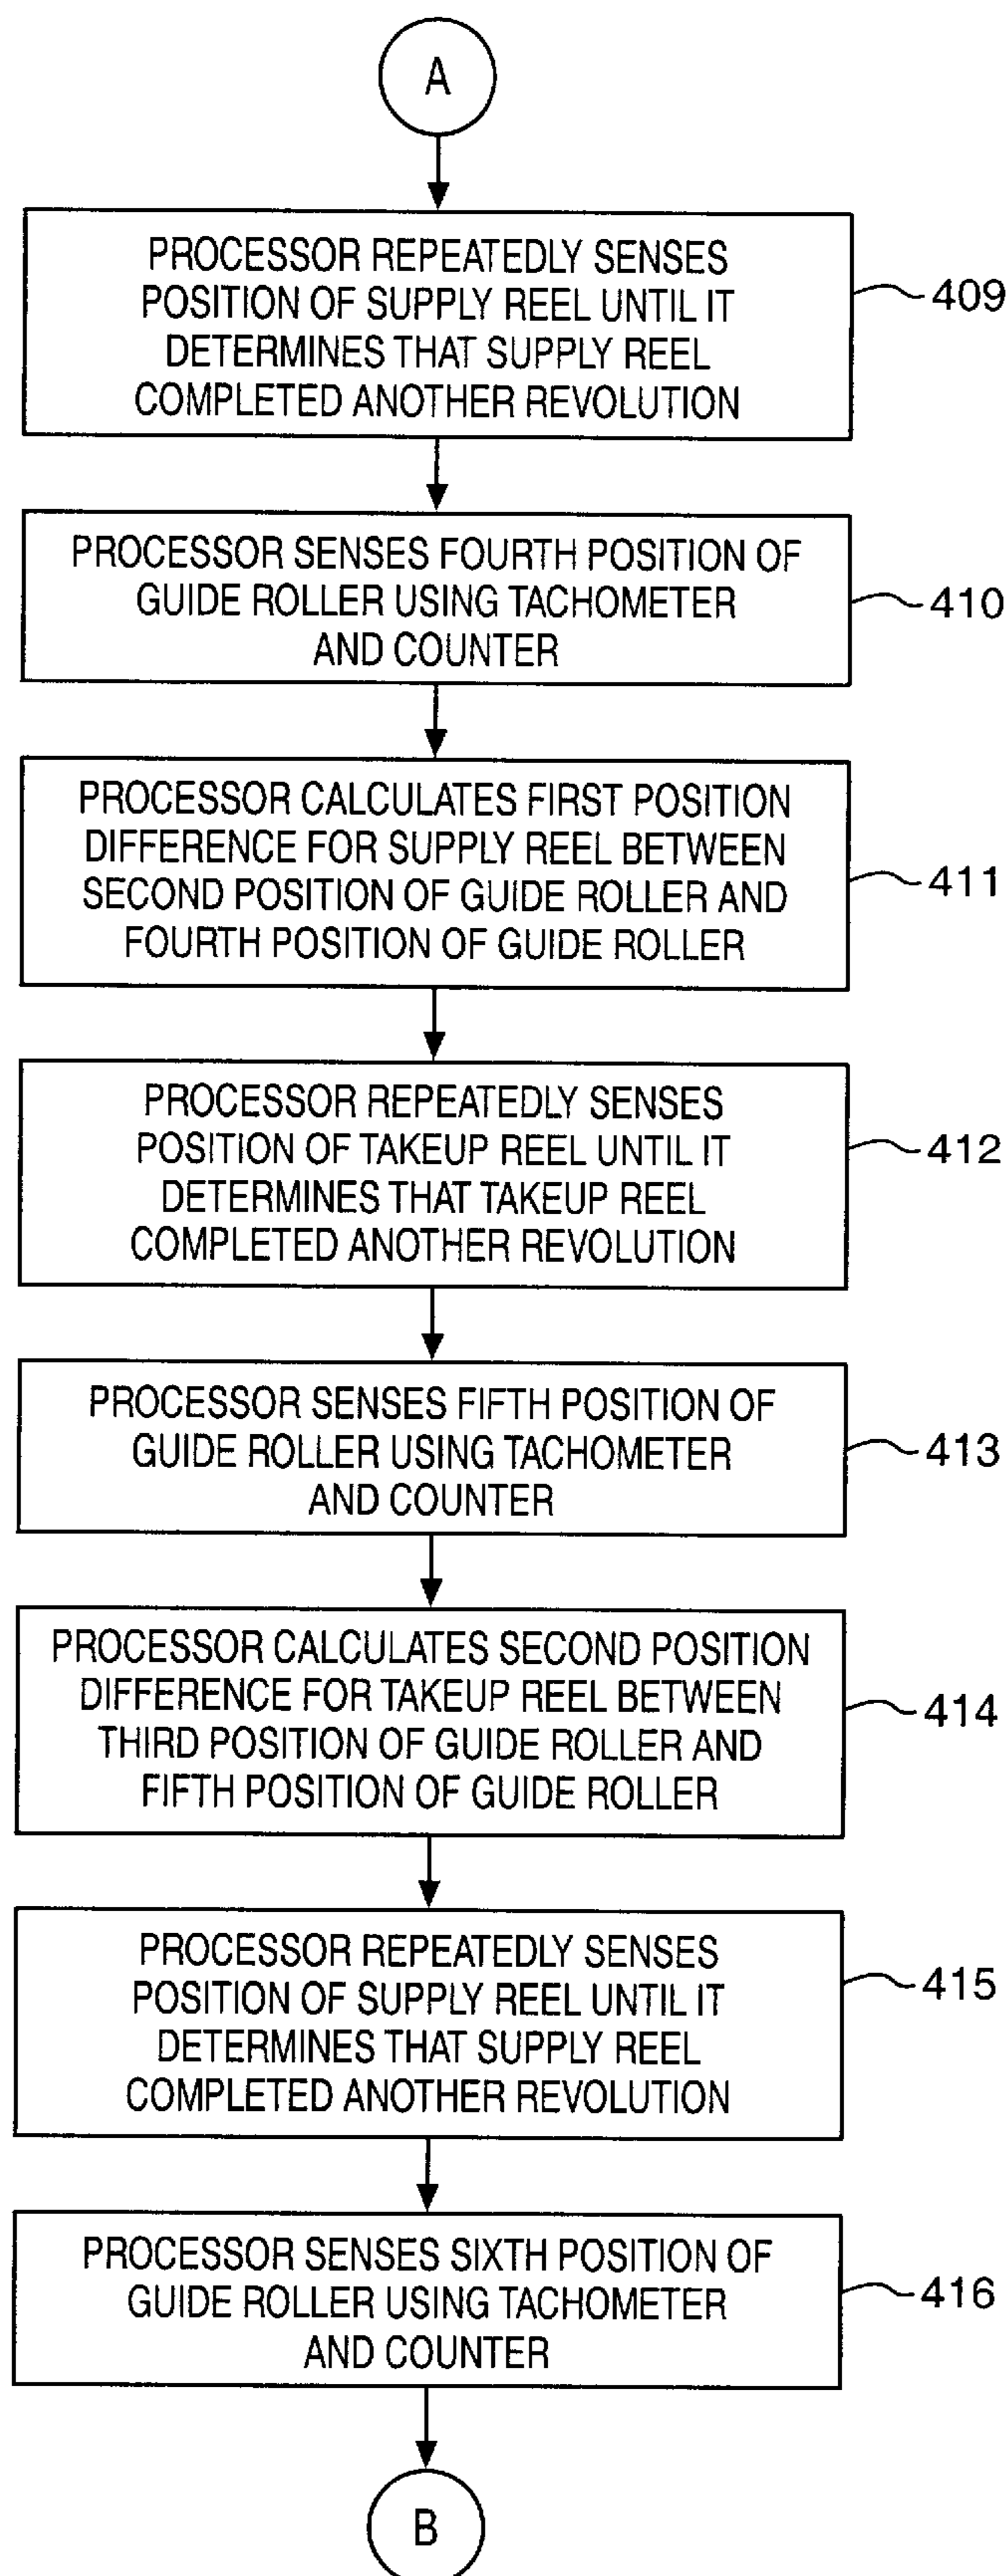 A
PROCESSOR REPEATEDLY SENSES
POSITION OF SUPPLY REEL UNTIL IT
DETERMINES THAT SUPPLY REEL
COMPLETED ANOTHER REVOLUTION
409
PROCESSOR SENSES FOURTH POSITION OF
GUIDE ROLLER USING TACHOMETER
AND COUNTER
410
PROCESSOR CALCULATES FIRST POSITION
DIFFERENCE FOR SUPPLY REEL BETWEEN
SECOND POSITION OF GUIDE ROLLER AND
FOURTH POSITION OF GUIDE ROLLER
411
PROCESSOR REPEATEDLY SENSES
POSITION OF TAKEUP REEL UNTIL IT
DETERMINES THAT TAKEUP REEL
COMPLETED ANOTHER REVOLUTION
412
PROCESSOR SENSES FIFTH POSITION OF
GUIDE ROLLER USING TACHOMETER
AND COUNTER
413
PROCESSOR CALCULATES SECOND POSITION
DIFFERENCE FOR TAKEUP REEL BETWEEN
THIRD POSITION OF GUIDE ROLLER AND
FIFTH POSITION OF GUIDE ROLLER
414
PROCESSOR REPEATEDLY SENSES
POSITION OF SUPPLY REEL UNTIL IT
DETERMINES THAT SUPPLY REEL
COMPLETED ANOTHER REVOLUTION
415
PROCESSOR SENSES SIXTH POSITION OF
GUIDE ROLLER USING TACHOMETER
AND COUNTER
416
B